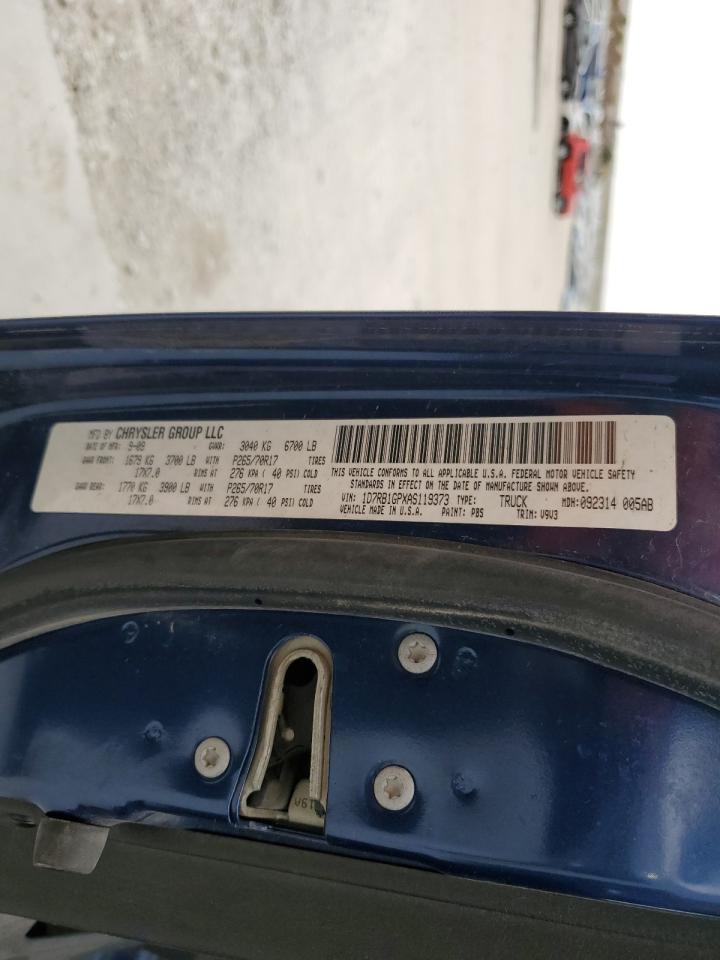 MFD BY CHRYSLER GROUP LLC
DATE OF MFR: 9-09 GVWR: 3040 KG 6700 LB
GAWR FRONT: 1679 KG 3700 LB WITH P265/70R17 TIRES
17X7.0 RIMS AT 276 KPA ( 40 PSI) COLD
GAWR REAR: 1770 KG 3900 LB WITH P265/70R17 TIRES
17X7.0 RIMS AT 276 KPA ( 40 PSI) COLD
THIS VEHICLE CONFORMS TO ALL APPLICABLE U.S.A. FEDERAL MOTOR VEHICLE SAFETY
STANDARDS IN EFFECT ON THE DATE OF MANUFACTURE SHOWN ABOVE.
VIN: 1D7RB1GPXAS119373 TYPE: TRUCK MDH: 092314 005AB
VEHICLE MADE IN U.S.A. PAINT: PBS TRIM: V9V3
19A